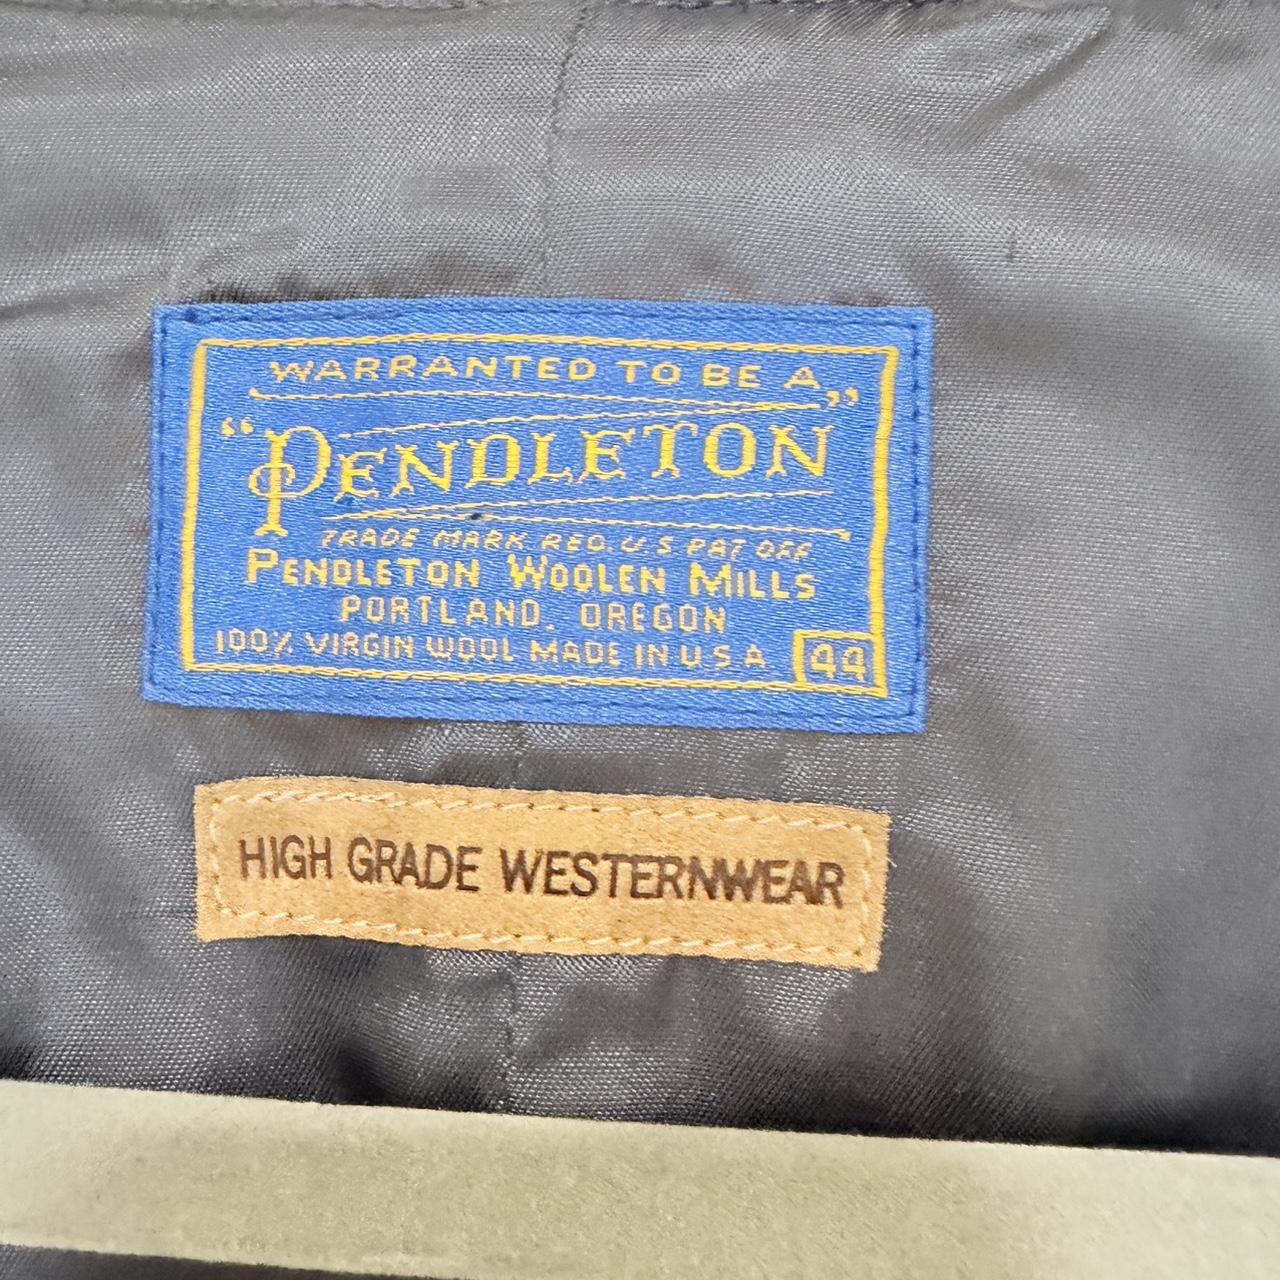 WARRANTED TO BE A
"PENDLETON"
TRADE MARK REG. U.S PAT OFF
PENDLETON WOOLEN MILLS
PORTLAND, OREGON
100% VIRGIN WOOL MADE IN U.S.A. 44
HIGH GRADE WESTERNWEAR